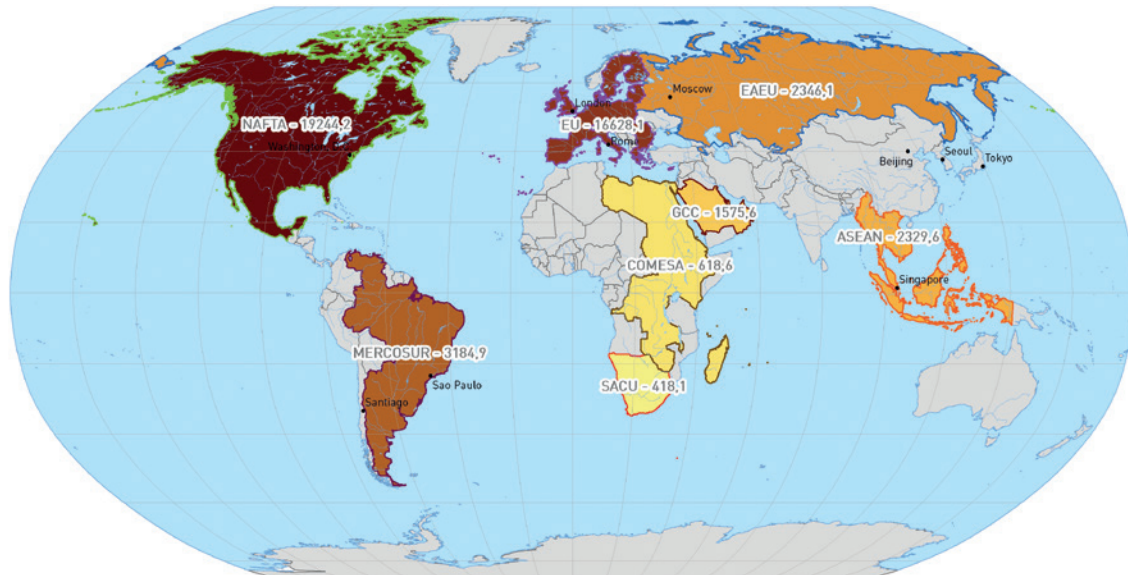 Moscow
EAEU - 2346,1
London
NAFTA - 19244,2
EU - 16628,1
Rome
Beijing
Seoul
Tokyo
GCC - 1575,6
ASEAN - 2329,6
COMESA - 618,6
Singapore
MERCOSUR - 3184,9
Sao Paulo
SACU - 418,1
Santiago